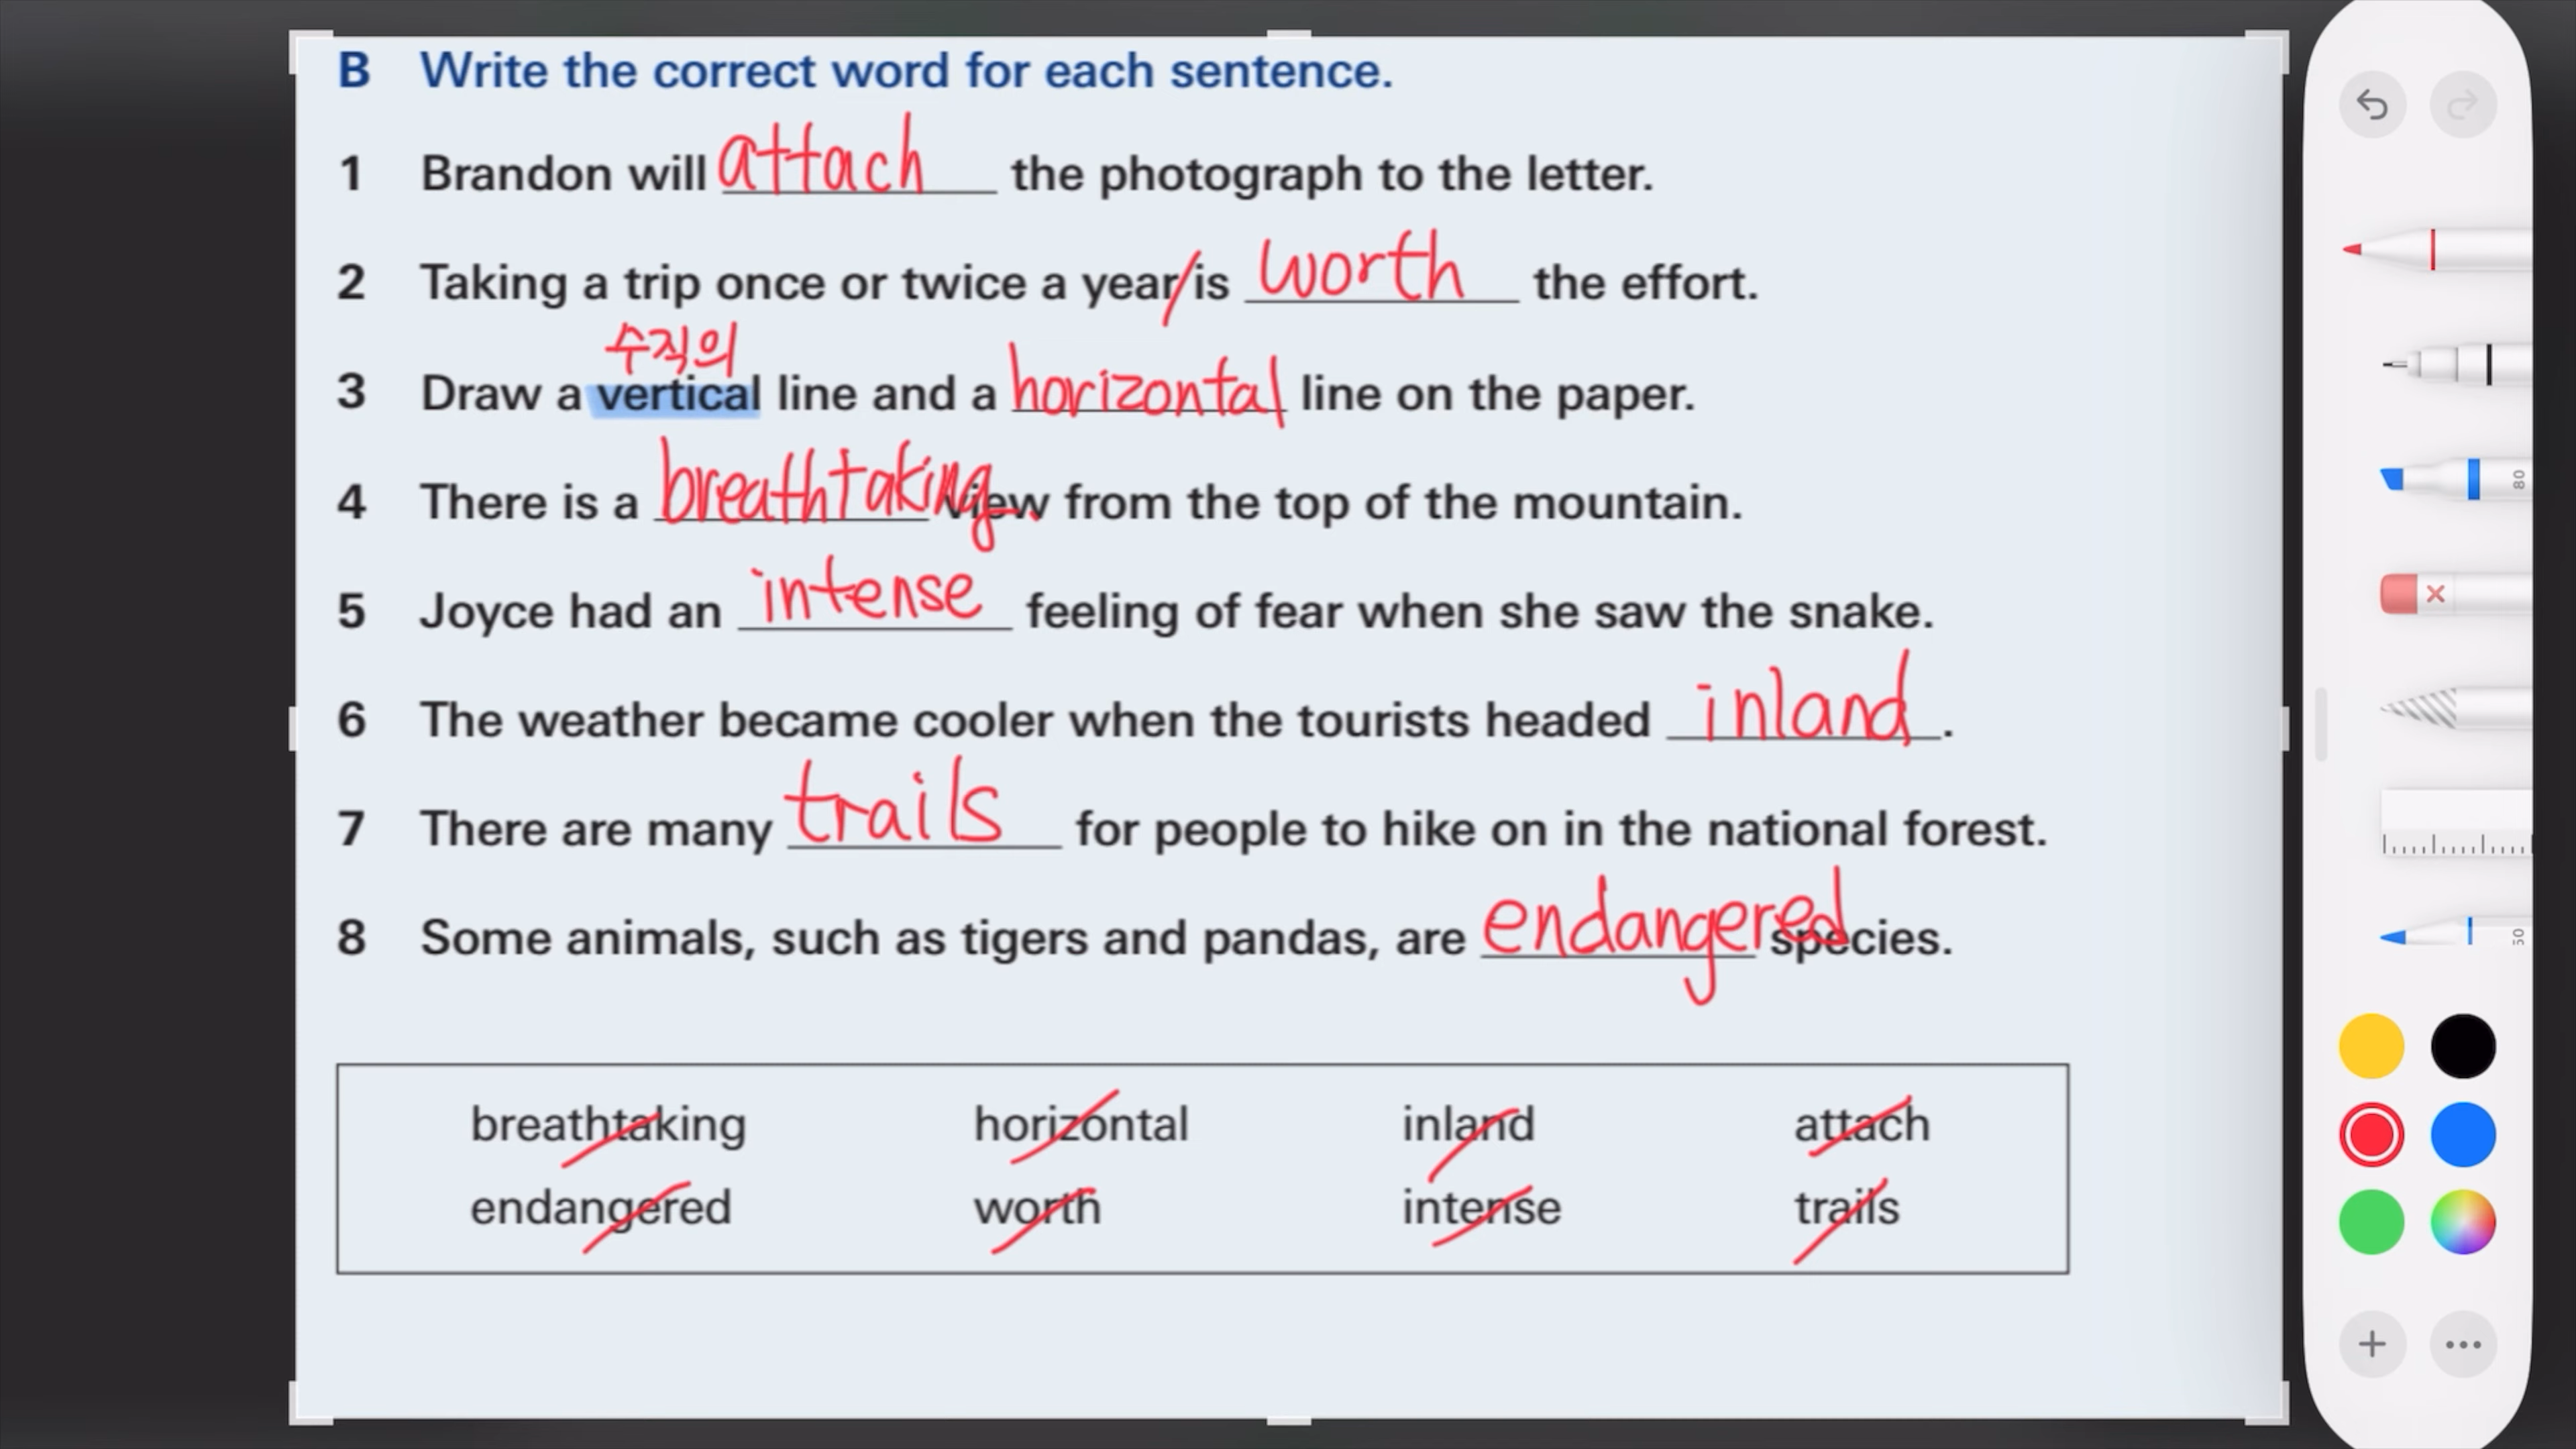 B Write the correct word for each sentence.
1 Brandon will attach the photograph to the letter.
2 Taking a trip once or twice a year/is worth the effort.
수직의
3 Draw a vertical line and a horizontal line on the paper.
4 There is a breathtaking view from the top of the mountain.
5 Joyce had an intense feeling of fear when she saw the snake.
6 The weather became cooler when the tourists headed inland.
7 There are many trails for people to hike on in the national forest.
8 Some animals, such as tigers and pandas, are endangered species.
breathtaking horizontal inland attach
endangered worth intense trails
80
50